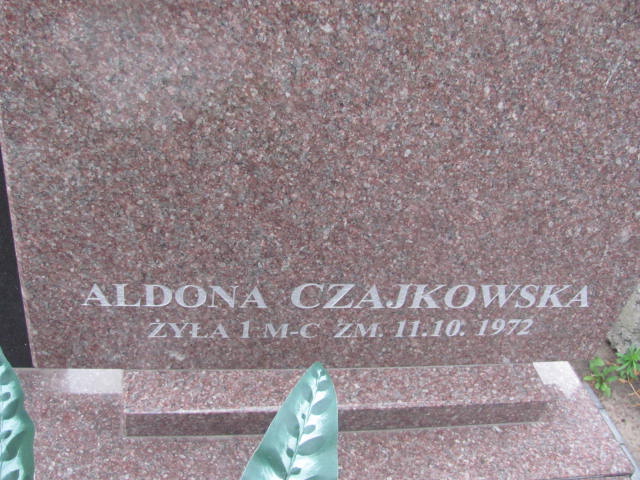 ALDONA CZAJKOWSKA
ŻYŁA 1 M-C ZM. 11.10. 1972